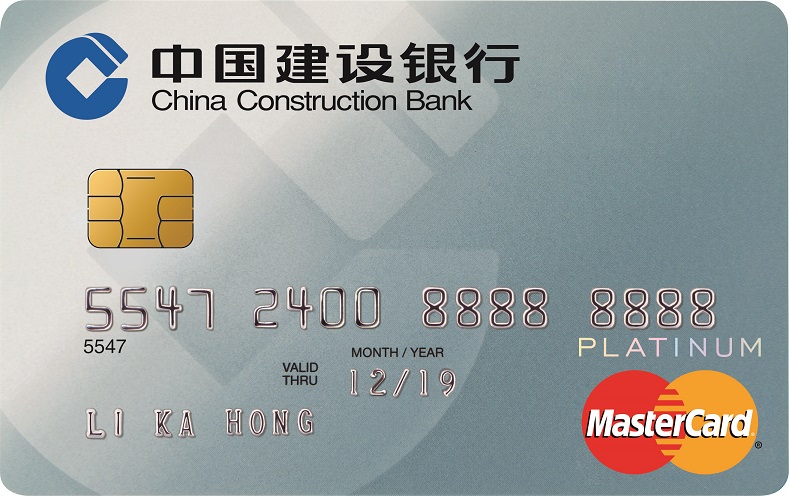 中国建设银行
China Construction Bank
5547 2400 8888 8888
5547
PLATINUM
MONTH / YEAR
VALID
THRU
12/19
LI KA HONG
MasterCard
®